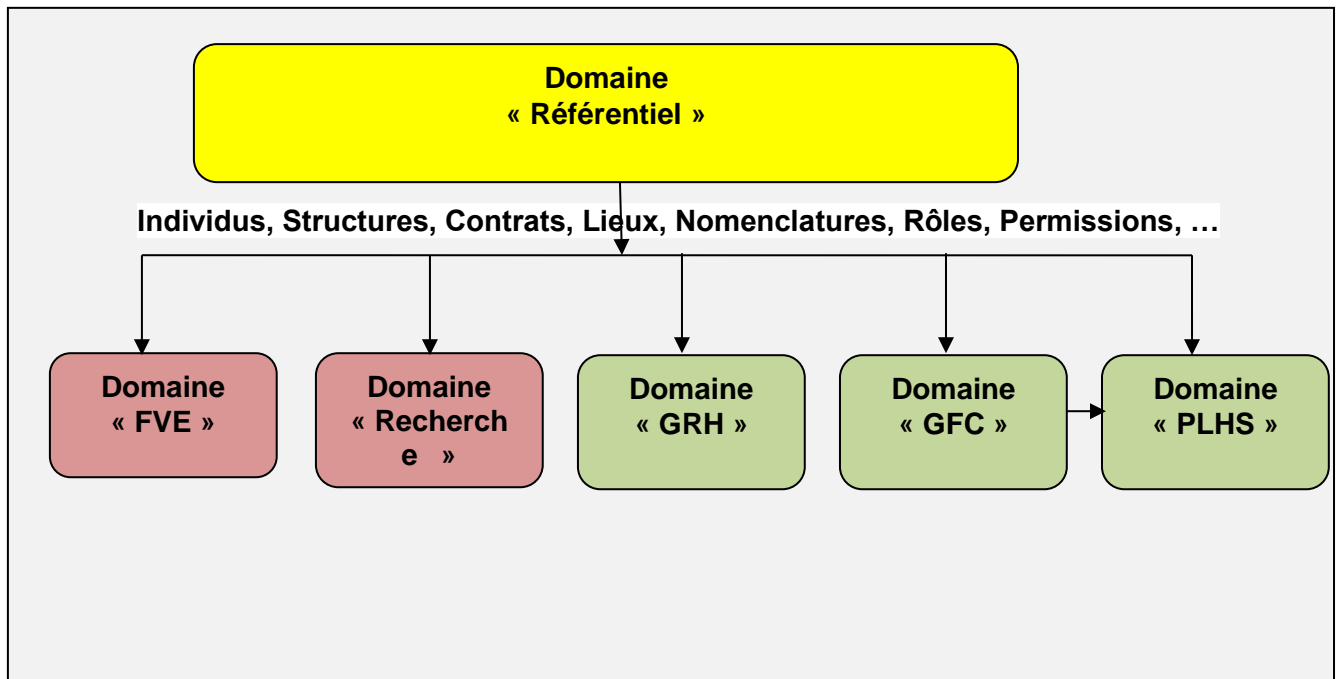 Domaine
« Référentiel »
Individus, Structures, Contrats, Lieux, Nomenclatures, Rôles, Permissions, …
Domaine
« FVE »
Domaine
« Recherch
e »
Domaine
« GRH »
Domaine
« GFC »
Domaine
« PLHS »